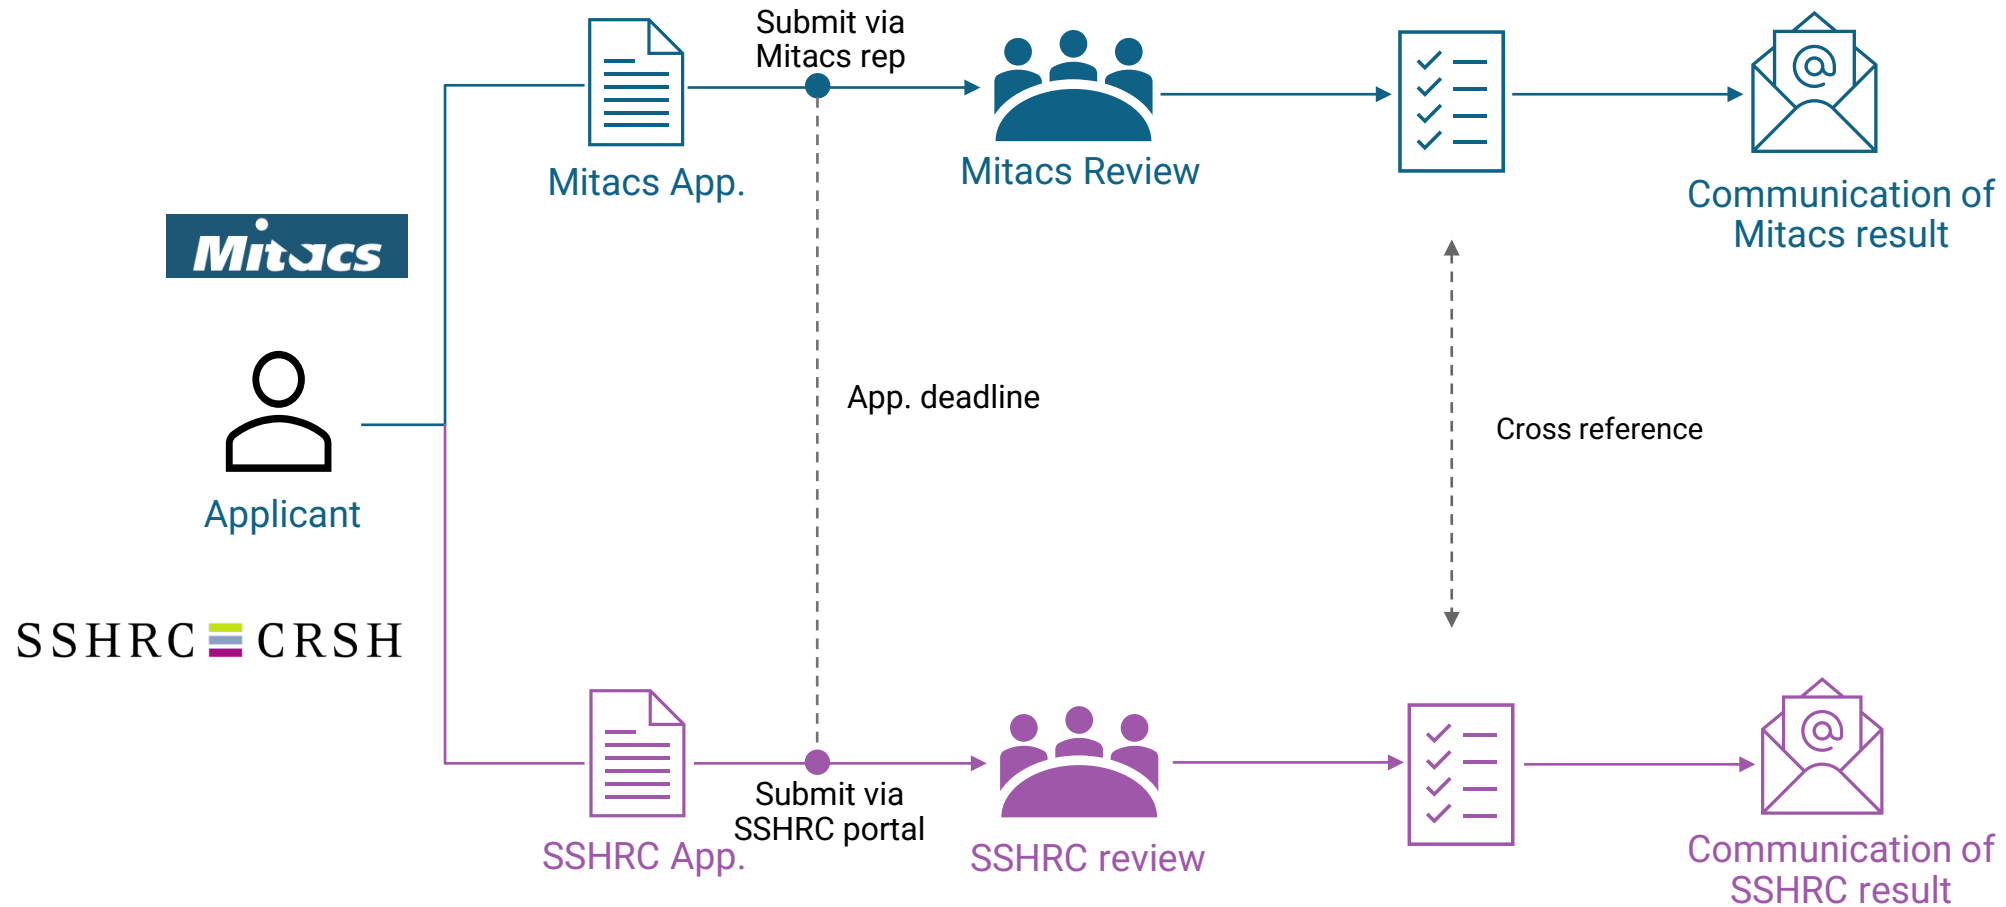 Submit via
Mitacs rep
Mitacs App.
Mitacs Review
Communication of
Mitacs result
Mitacs
App. deadline
Cross reference
Applicant
SSHRC CRSH
Submit via
SSHRC portal
SSHRC App.
SSHRC review
Communication of
SSHRC result